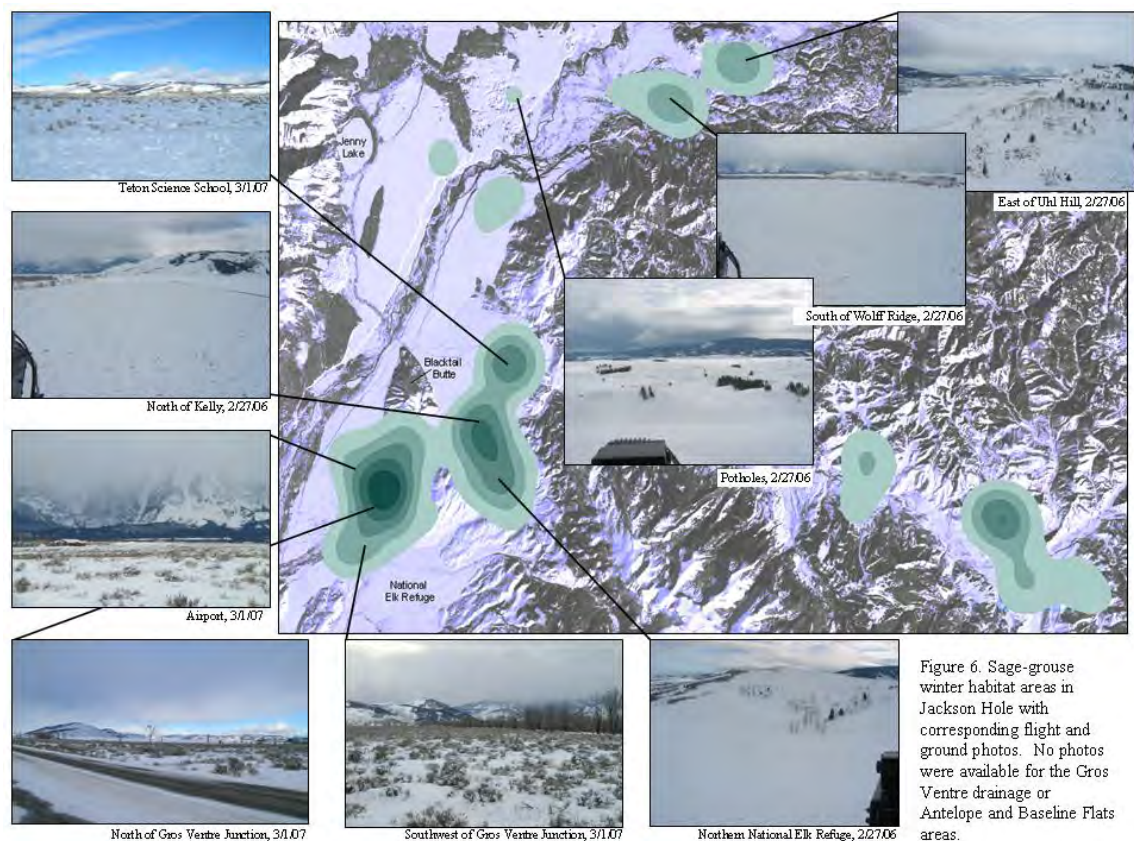 Teton Science School, 3/1/07
Jenny
Lake
East of Uhl Hill, 2/27/06
South of Wolff Ridge, 2/27/06
North of Kelly, 2/27/06
Blacktail
Butte
Potholes, 2/27/06
Airport, 3/1/07
National
Elk Refuge
North of Gros Ventre Junction, 3/1/07
Southwest of Gros Ventre Junction, 3/1/07
Northern National Elk Refuge, 2/27/06
Figure 6. Sage-grouse
winter habitat areas in
Jackson Hole with
corresponding flight and
ground photos. No photos
were available for the Gros
Ventre drainage or
Antelope and Baseline Flats
areas.